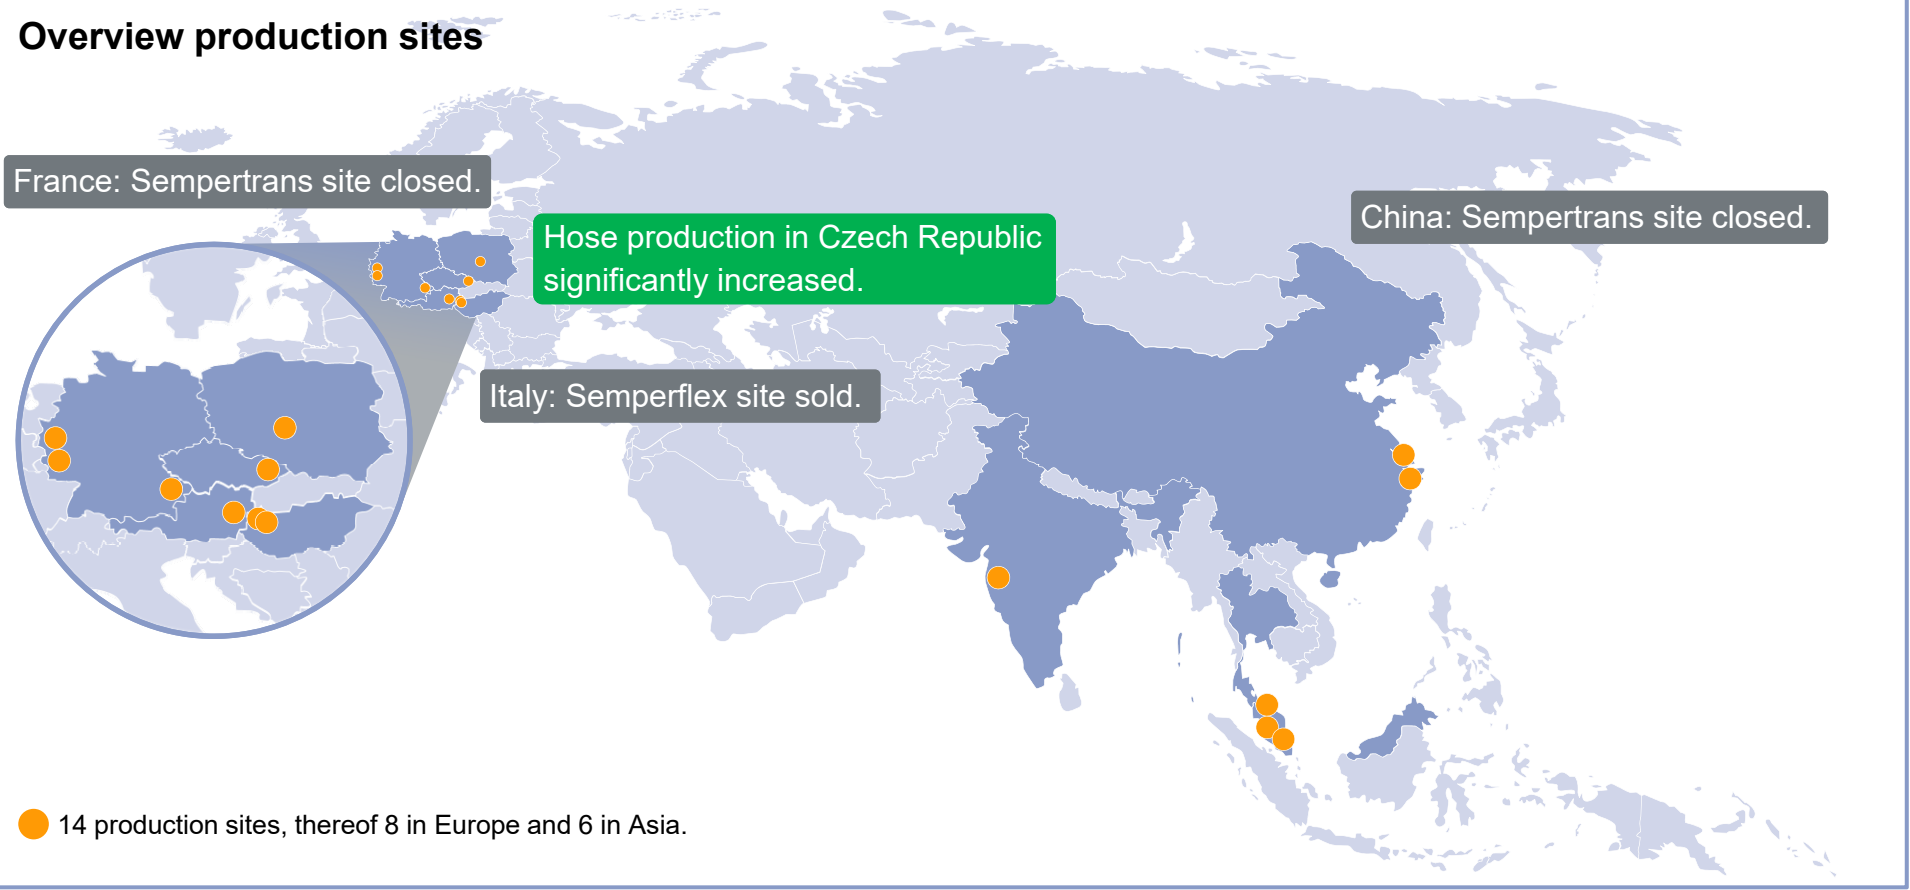 Overview production sites
France: Sempertrans site closed.
China: Sempertrans site closed.
Hose production in Czech Republic
significantly increased.
Italy: Semperflex site sold.
14 production sites, thereof 8 in Europe and 6 in Asia.